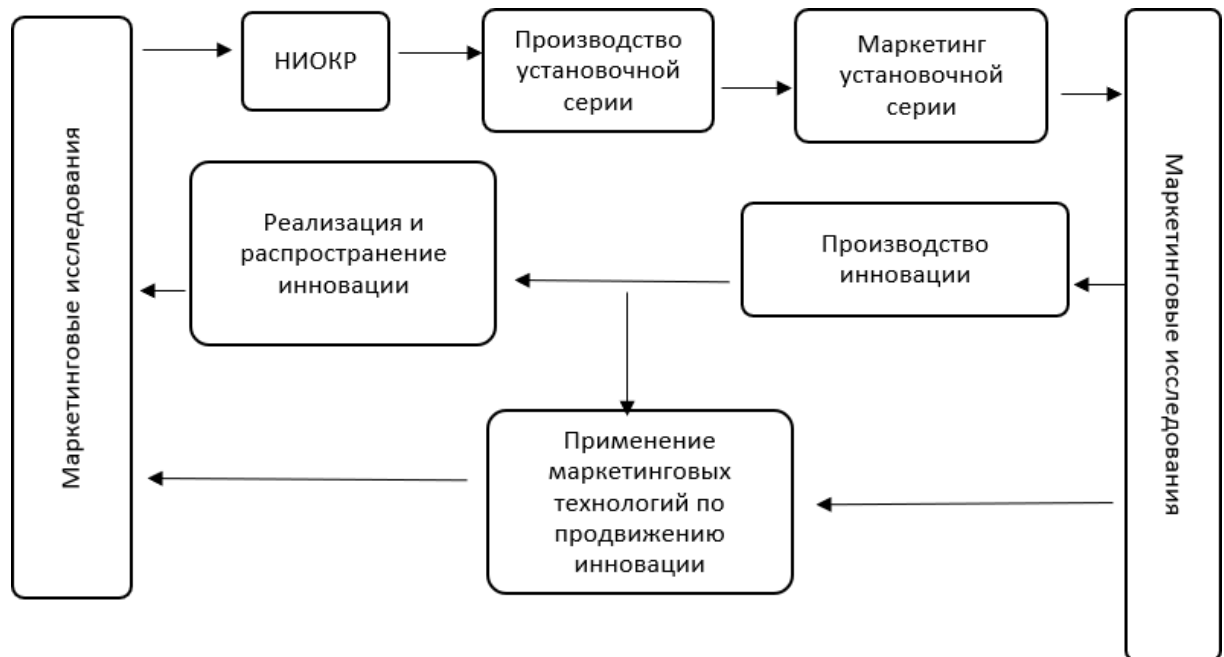 Маркетинговые исследования
НИОКР
Производство
установочной
серии
Маркетинг
установочной
серии
Маркетинговые исследования
Реализация и
распространение
инновации
Производство
инновации
Применение
маркетинговых
технологий по
продвижению
инновации